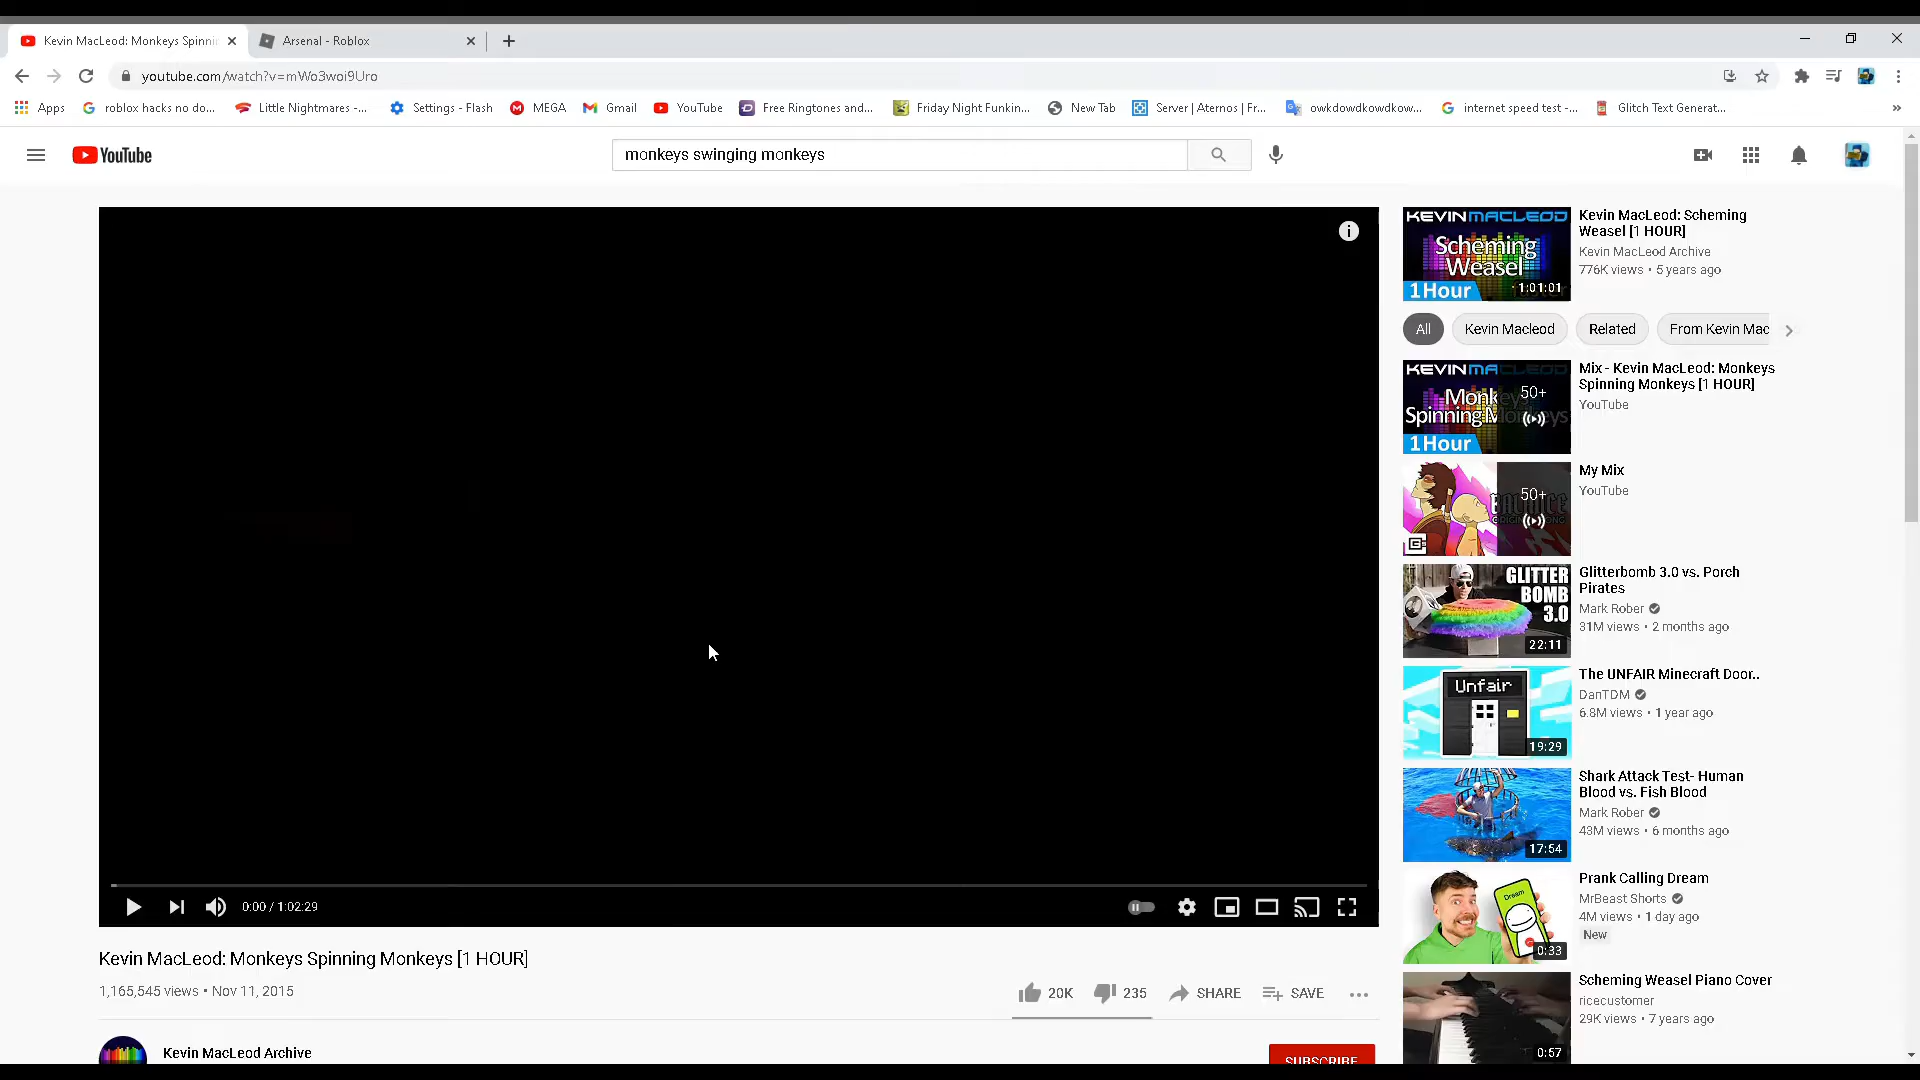 Kevin MacLeod: Monkeys Spinni
Arsenal - Roblox
youtube.com/watch?v=mWo3woi9Uro
Apps
roblox hacks no do...
Little Nightmares -...
Settings - Flash
MEGA
Gmail
YouTube
Free Ringtones and...
Friday Night Funkin...
New Tab
Server | Aternos | Fr...
owkdowdkowdkow...
internet speed test -...
Glitch Text Generat...
YouTube
monkeys swinging monkeys
KEVIN MACLEOD
Scheming
Weasel
1 Hour
1:01:01
Kevin MacLeod: Scheming
Weasel [1 HOUR]
Kevin MacLeod Archive
776K views • 5 years ago
All
Kevin Macleod
Related
From Kevin Mac
KEVIN MACLEOD
Monkeys
Spinning Monkeys
1 Hour
50+
Mix - Kevin MacLeod: Monkeys
Spinning Monkeys [1 HOUR]
YouTube
BALANCE
50+
My Mix
YouTube
GLITTER
BOMB
3.0
22:11
Glitterbomb 3.0 vs. Porch
Pirates
Mark Rober
31M views • 2 months ago
Unfair
19:29
The UNFAIR Minecraft Door..
DanTDM
6.8M views • 1 year ago
17:54
Shark Attack Test- Human
Blood vs. Fish Blood
Mark Rober
43M views • 6 months ago
Dream
0:33
Prank Calling Dream
MrBeast Shorts
4M views • 1 day ago
New
0:57
Scheming Weasel Piano Cover
ricecustomer
29K views • 7 years ago
0:00 / 1:02:29
Kevin MacLeod: Monkeys Spinning Monkeys [1 HOUR]
1,165,545 views • Nov 11, 2015
20K
235
SHARE
SAVE
Kevin MacLeod Archive
SUBSCRIBE